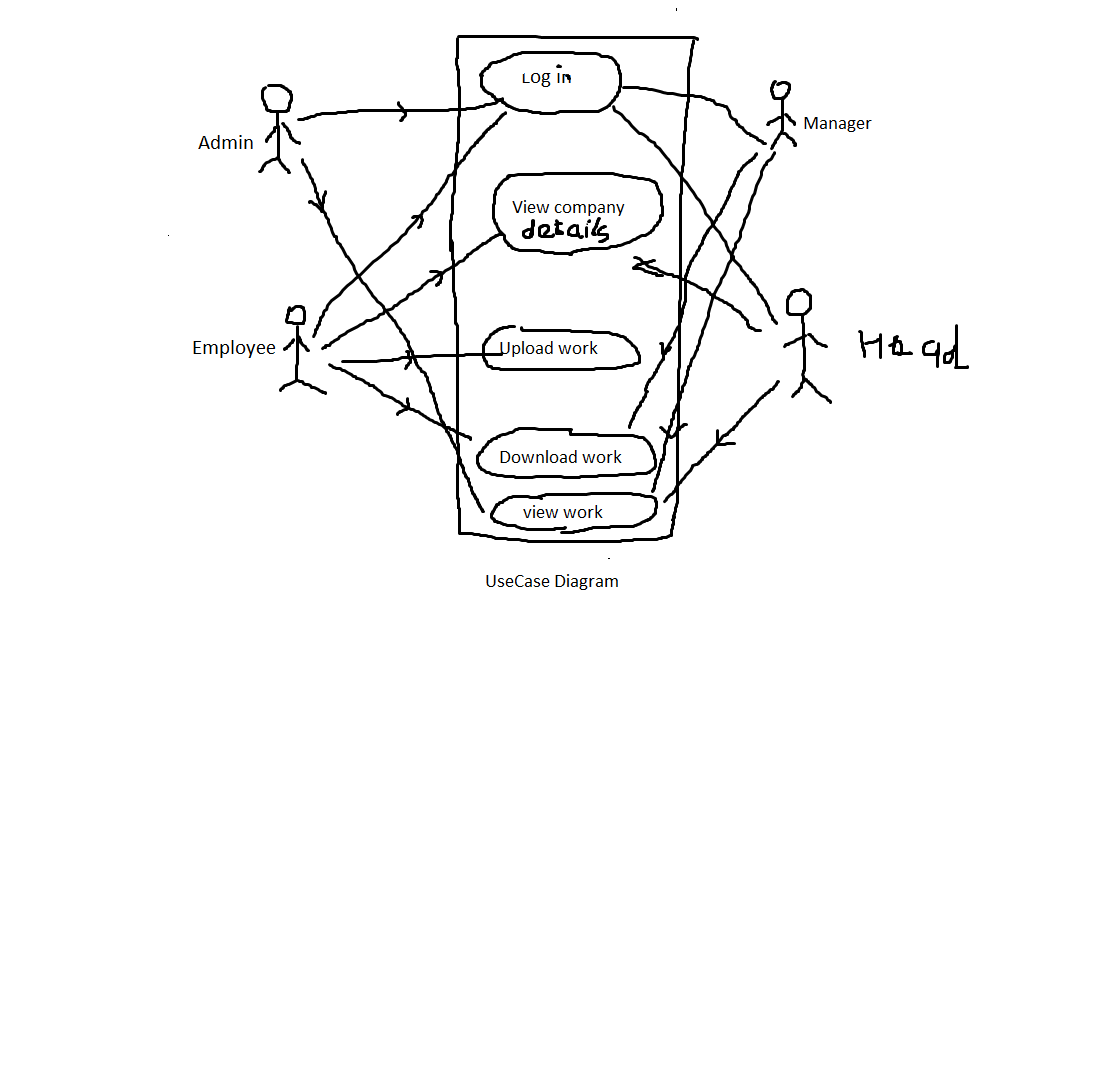 Log in
Admin
Manager
View company
details
Employee
Upload work
Head
Download work
view work
UseCase Diagram